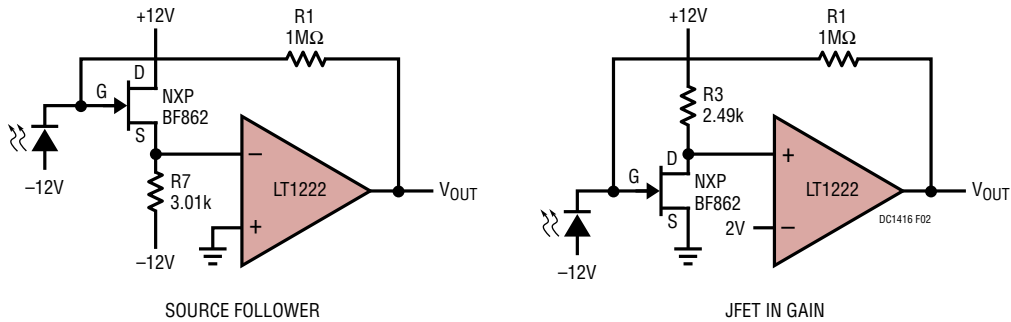 +12V
R1
1MΩ
D
G
NXP
BF862
S
–
LT1222
VOUT
+
R7
3.01k
–12V
–12V
SOURCE FOLLOWER
+12V
R1
1MΩ
R3
2.49k
D
G
NXP
BF862
S
+
LT1222
VOUT
2V
–
DC1416 F02
–12V
JFET IN GAIN